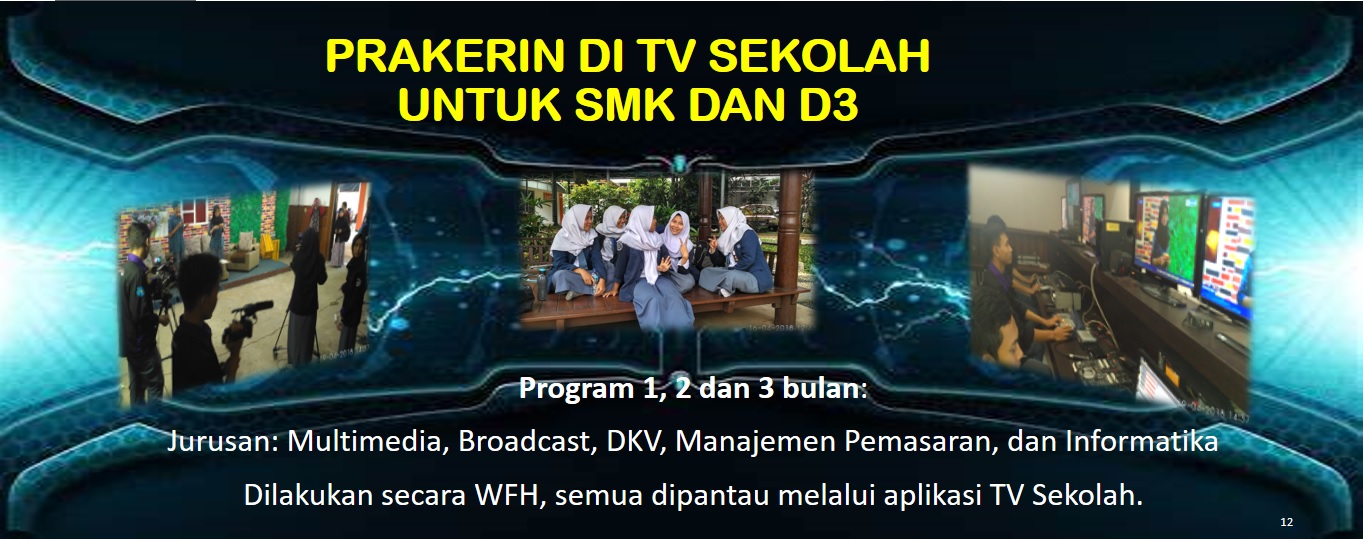 PRAKERIN DI TV SEKOLAH
UNTUK SMK DAN D3
Program 1, 2 dan 3 bulan:
Jurusan: Multimedia, Broadcast, DKV, Manajemen Pemasaran, dan Informatika
Dilakukan secara WFH, semua dipantau melalui aplikasi TV Sekolah.
12